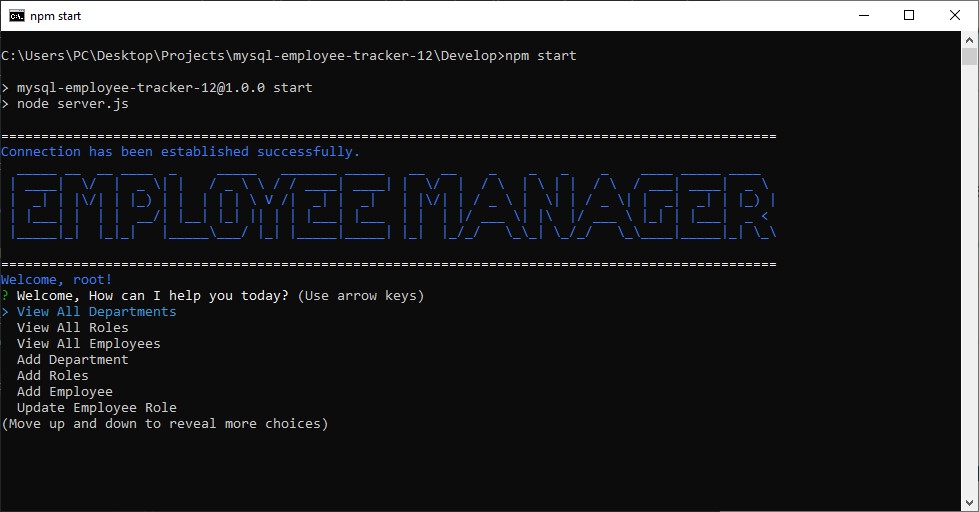 npm start
C:\Users\PC\Desktop\Projects\mysql-employee-tracker-12\Develop>npm start
> mysql-employee-tracker-12@1.0.0 start
> node server.js
Connection has been established successfully.
EMPLOYEE MANAGER
Welcome, root!
? Welcome, How can I help you today? (Use arrow keys)
> View All Departments
View All Roles
View All Employees
Add Department
Add Roles
Add Employee
Update Employee Role
(Move up and down to reveal more choices)